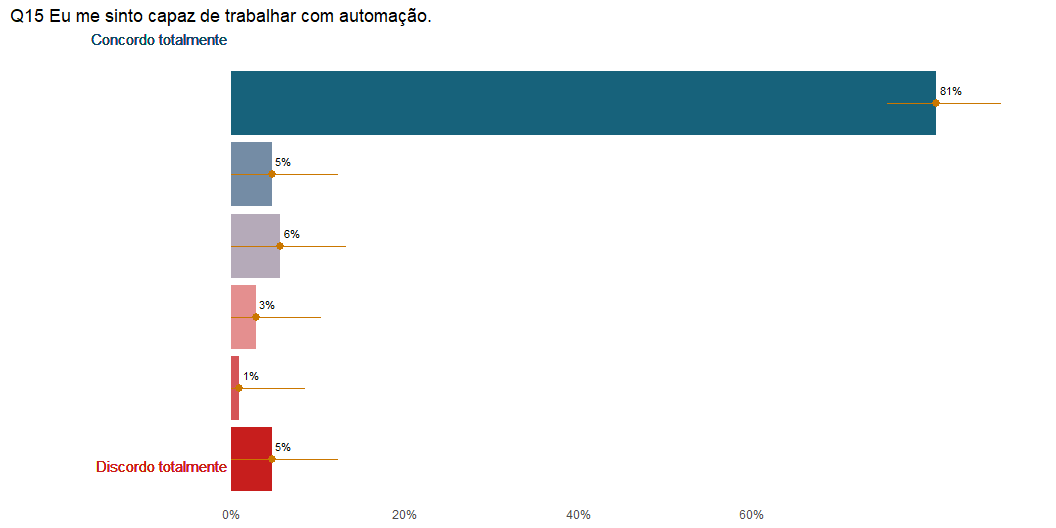 Q15 Eu me sinto capaz de trabalhar com automação.
Concordo totalmente
81%
5%
6%
3%
1%
5%
Discordo totalmente
0% 20% 40% 60%